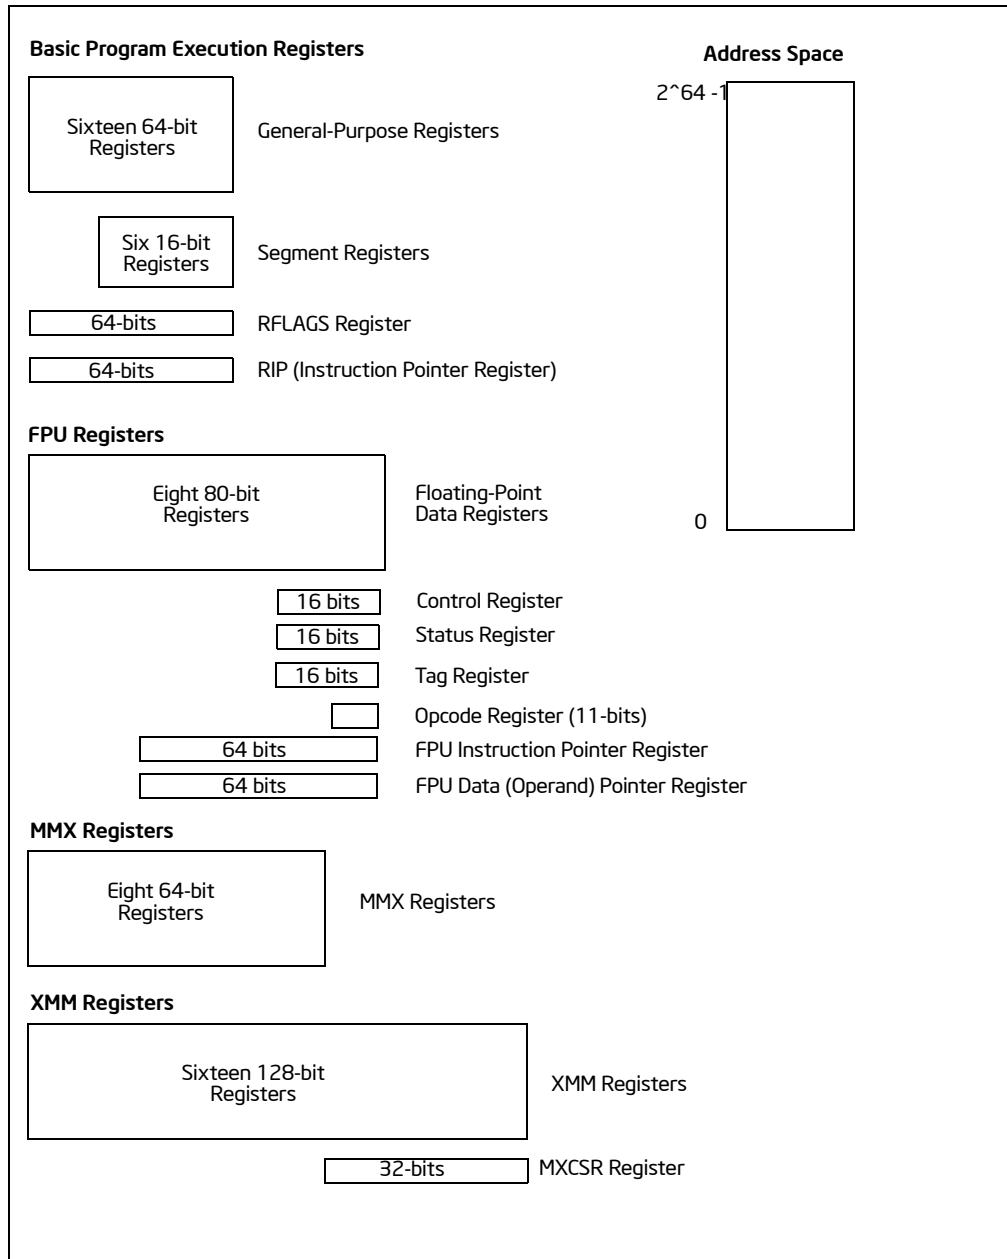 Basic Program Execution Registers
Address Space
2^64 -1
Sixteen 64-bit
Registers
General-Purpose Registers
Six 16-bit
Registers
Segment Registers
64-bits
RFLAGS Register
64-bits
RIP (Instruction Pointer Register)
FPU Registers
Eight 80-bit
Registers
Floating-Point
Data Registers
0
16 bits
Control Register
16 bits
Status Register
16 bits
Tag Register
Opcode Register (11-bits)
64 bits
FPU Instruction Pointer Register
64 bits
FPU Data (Operand) Pointer Register
MMX Registers
Eight 64-bit
Registers
MMX Registers
XMM Registers
Sixteen 128-bit
Registers
XMM Registers
32-bits
MXCSR Register